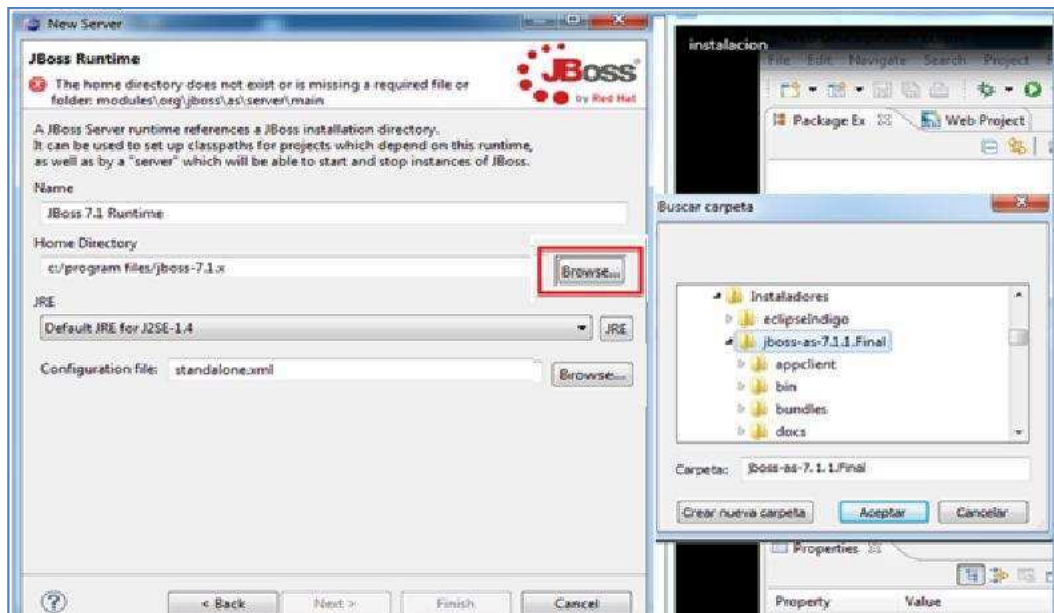 New Server
JBoss Runtime
The home directory does not exist or is missing a required file or
folder: modules\org\jboss\as\server\main
JBoss
by Red Hat
A JBoss Server runtime references a JBoss installation directory.
It can be used to set up classpaths for projects which depend on this runtime,
as well as by a "server" which will be able to start and stop instances of JBoss.
Name
JBoss 7.1 Runtime
Home Directory
c:/program files/jboss-7.1.x
Browse...
JRE
Default JRE for J2SE-1.4
JRE
Configuration file:
standalone.xml
Browse...
< Back
Next >
Finish
Cancel
instalacion
File Edit Navigate Search Project
Package Ex
Web Project
Buscar carpeta
Instaladores
eclipseindigo
jboss-as-7.1.1.Final
appclient
bin
bundles
docs
Carpeta:
jboss-as-7.1.1.Final
Crear nueva carpeta
Aceptar
Cancelar
Properties
Property
Value